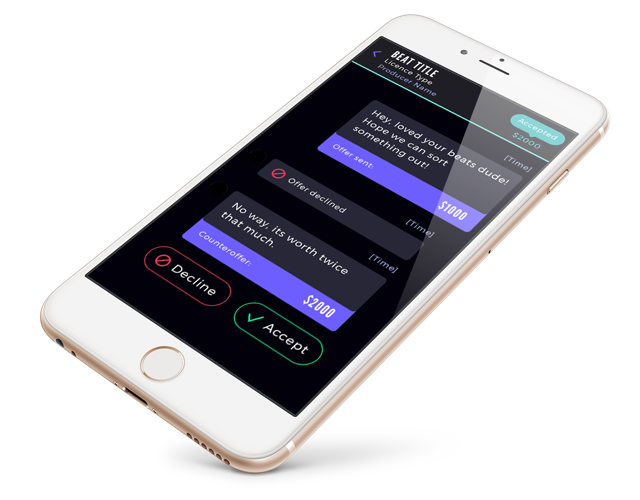 BEAT TITLE
Licence Type
Producer Name
Accepted
$2000
Hey, loved your beats dude!
Hope we can sort
something out!
[Time]
Offer sent:
$1000
Offer declined
[Time]
No way, its worth twice
that much.
[Time]
Counteroffer:
$2000
Decline
Accept